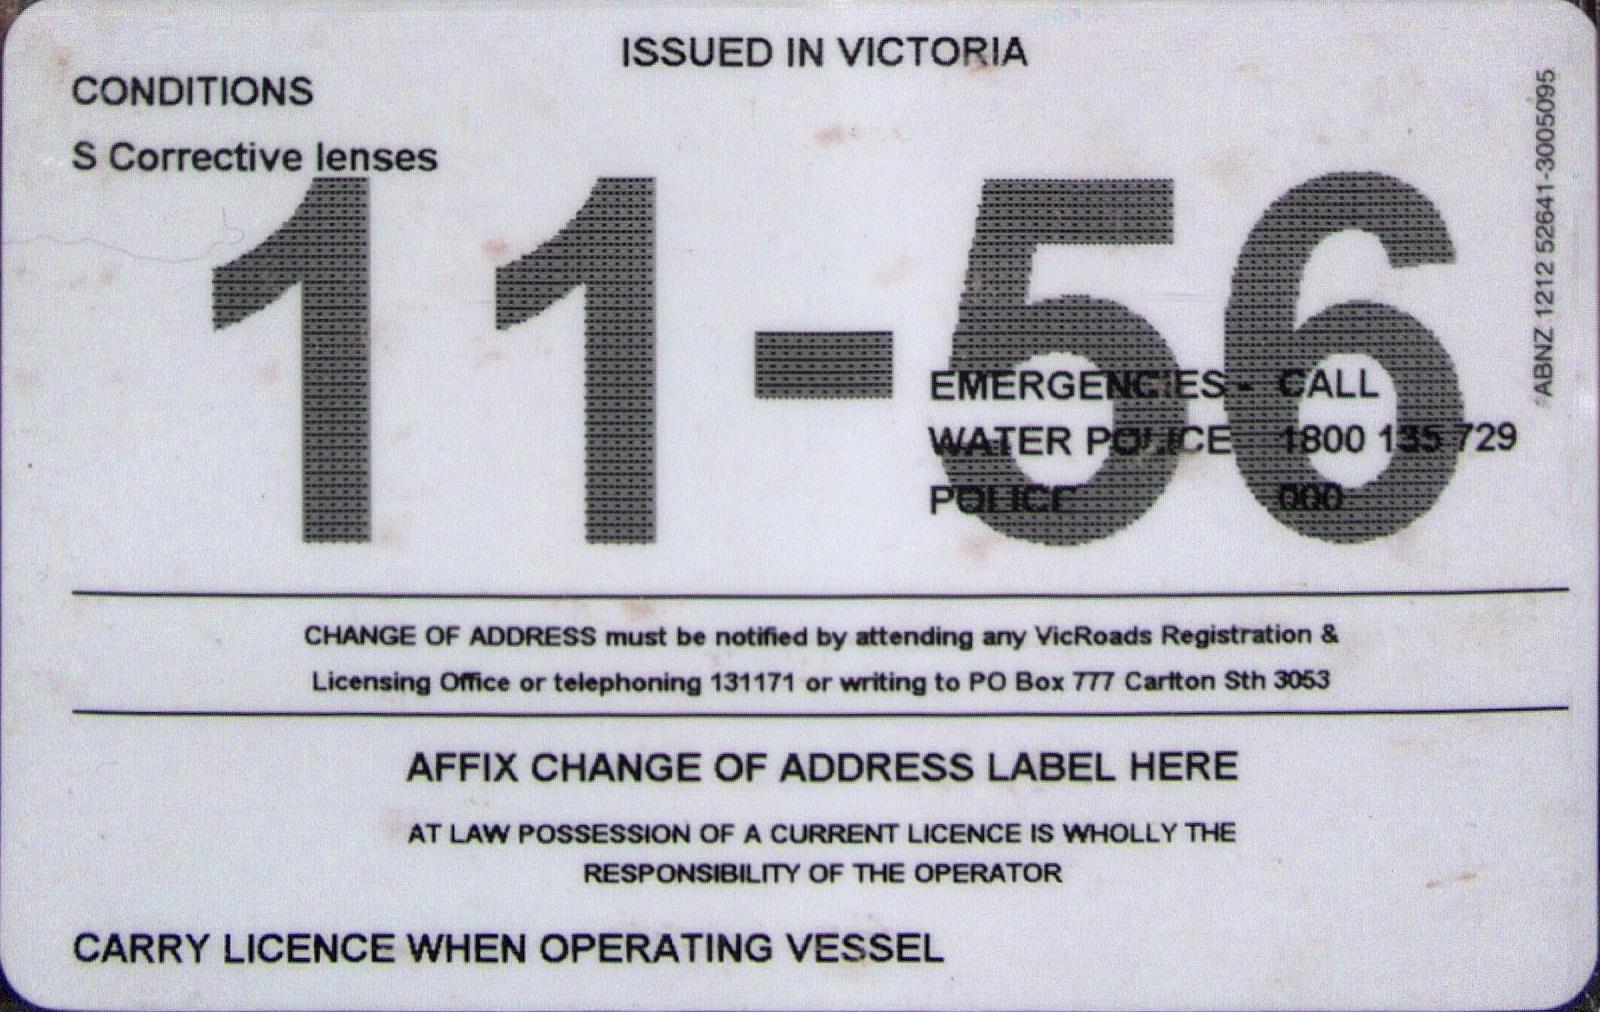 ISSUED IN VICTORIA
CONDITIONS
S Corrective lenses
11-56
EMERGENCIES - CALL
WATER POLICE 1800 135 729
POLICE 000
ABNZ 1212 52641-3005095
CHANGE OF ADDRESS must be notified by attending any VicRoads Registration &
Licensing Office or telephoning 131171 or writing to PO Box 777 Carlton Sth 3053
AFFIX CHANGE OF ADDRESS LABEL HERE
AT LAW POSSESSION OF A CURRENT LICENCE IS WHOLLY THE
RESPONSIBILITY OF THE OPERATOR
CARRY LICENCE WHEN OPERATING VESSEL